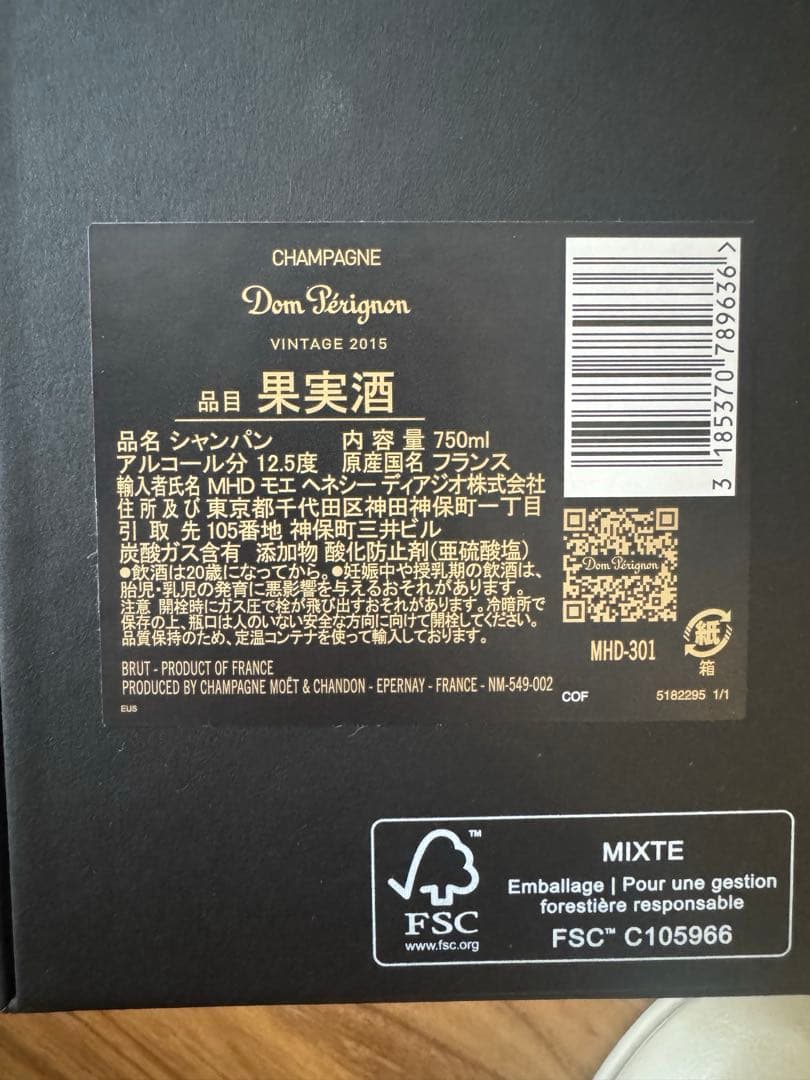 CHAMPAGNE
Dom Pérignon
VINTAGE 2015
品目 果実酒
品名 シャンパン 内容量 750ml
アルコール分 12.5度 原産国名 フランス
輸入者氏名 MHD モエ ヘネシー ディアジオ株式会社
住所及び 東京都千代田区神田神保町一丁目
引取先 105番地 神保町三井ビル
炭酸ガス含有 添加物 酸化防止剤(亜硫酸塩)
●飲酒は20歳になってから。●妊娠中や授乳期の飲酒は、
胎児・乳児の発育に悪影響を与えるおそれがあります。
注意 開栓時にガス圧で栓が飛び出すおそれがあります。冷暗所で
保存の上、瓶口は人のいない安全な方向に向けて開栓してください。
品質保持のため、定温コンテナを使って輸入しております。
BRUT - PRODUCT OF FRANCE
PRODUCED BY CHAMPAGNE MOËT & CHANDON - EPERNAY - FRANCE - NM-549-002
EUS
3 185370 789636 >
Dom Pérignon
MHD-301
紙
箱
COF
5182295 1/1
FSC™
www.fsc.org
MIXTE
Emballage | Pour une gestion
forestière responsable
FSC™ C105966